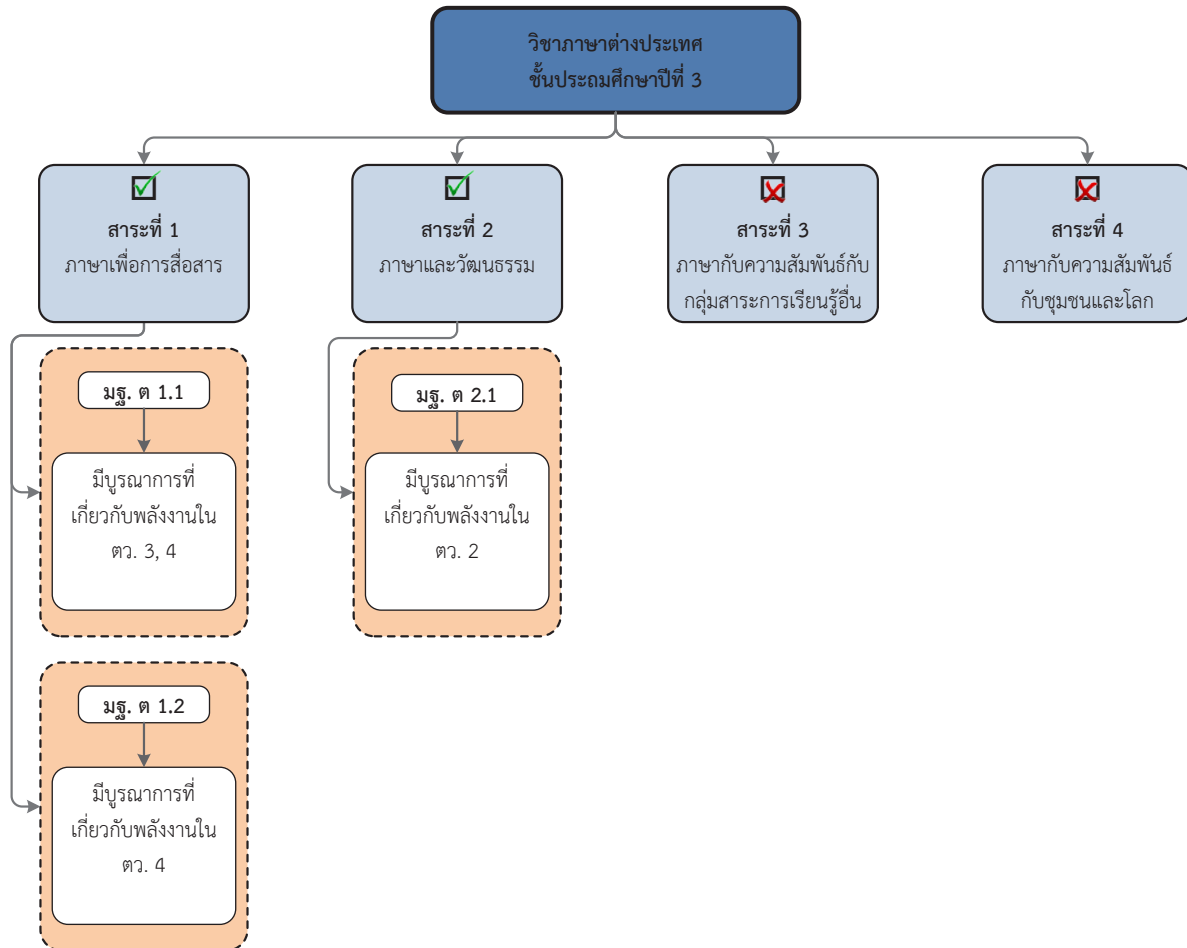 วิชาภาษาต่างประเทศ
ชั้นประถมศึกษาปีที่ 3
สาระที่ 1
ภาษาเพื่อการสื่อสาร
สาระที่ 2
ภาษาและวัฒนธรรม
สาระที่ 3
ภาษากับความสัมพันธ์กับ
กลุ่มสาระการเรียนรู้อื่น
สาระที่ 4
ภาษากับความสัมพันธ์
กับชุมชนและโลก
มฐ. ต 1.1
มีบูรณาการที่
เกี่ยวกับพลังงานใน
ตว. 3, 4
มฐ. ต 2.1
มีบูรณาการที่
เกี่ยวกับพลังงานใน
ตว. 2
มฐ. ต 1.2
มีบูรณาการที่
เกี่ยวกับพลังงานใน
ตว. 4